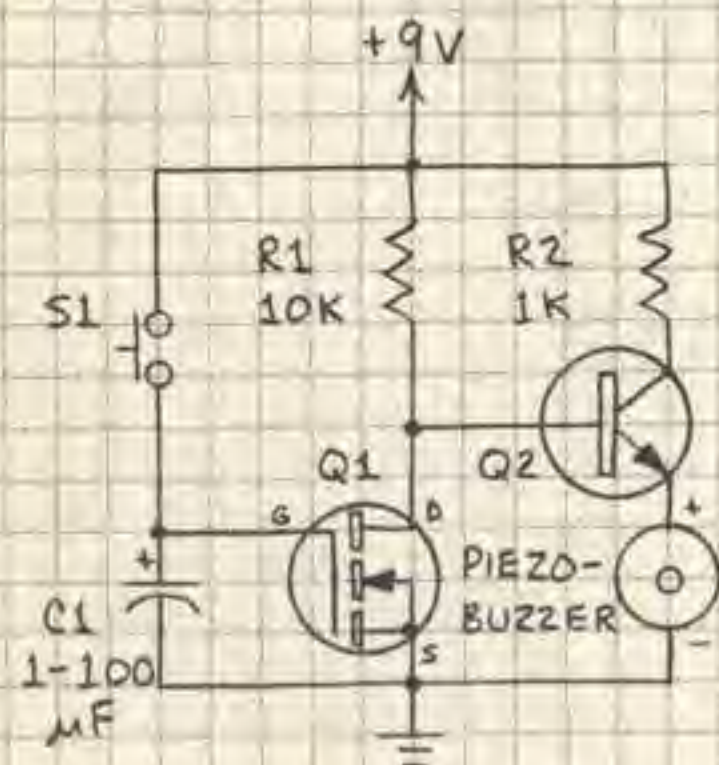 +9V
R1
10K
R2
1K
S1
Q1
Q2
G
D
+
+
PIEZO-
BUZZER
C1
1-100
μF
S
-